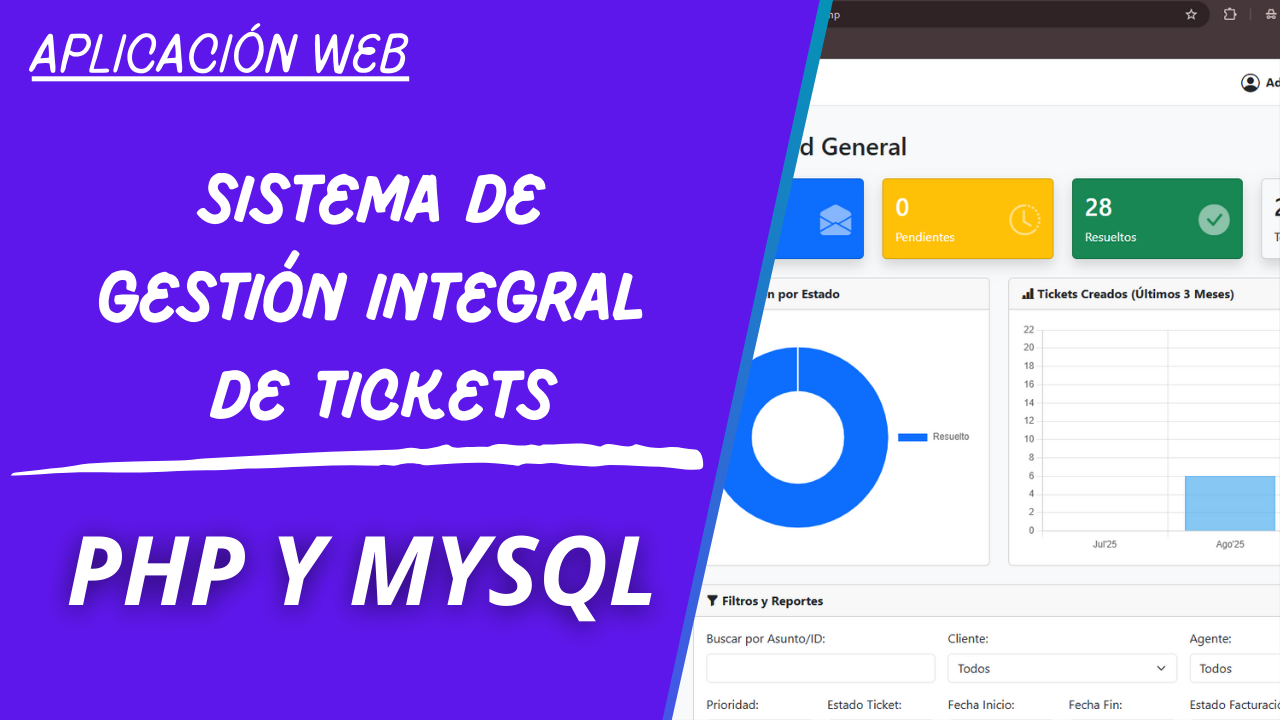 APLICACIÓN WEB
SISTEMA DE
GESTIÓN INTEGRAL
DE TICKETS
PHP Y MYSQL
General
0
Pendientes
28
Resueltos
por Estado
Resuelto
Tickets Creados (Últimos 3 Meses)
22
20
18
16
14
12
10
8
6
4
2
0
Jul'25
Ago'25
Filtros y Reportes
Buscar por Asunto/ID:
Cliente:
Agente:
Todos
Todos
Prioridad:
Estado Ticket:
Fecha Inicio:
Fecha Fin:
Estado